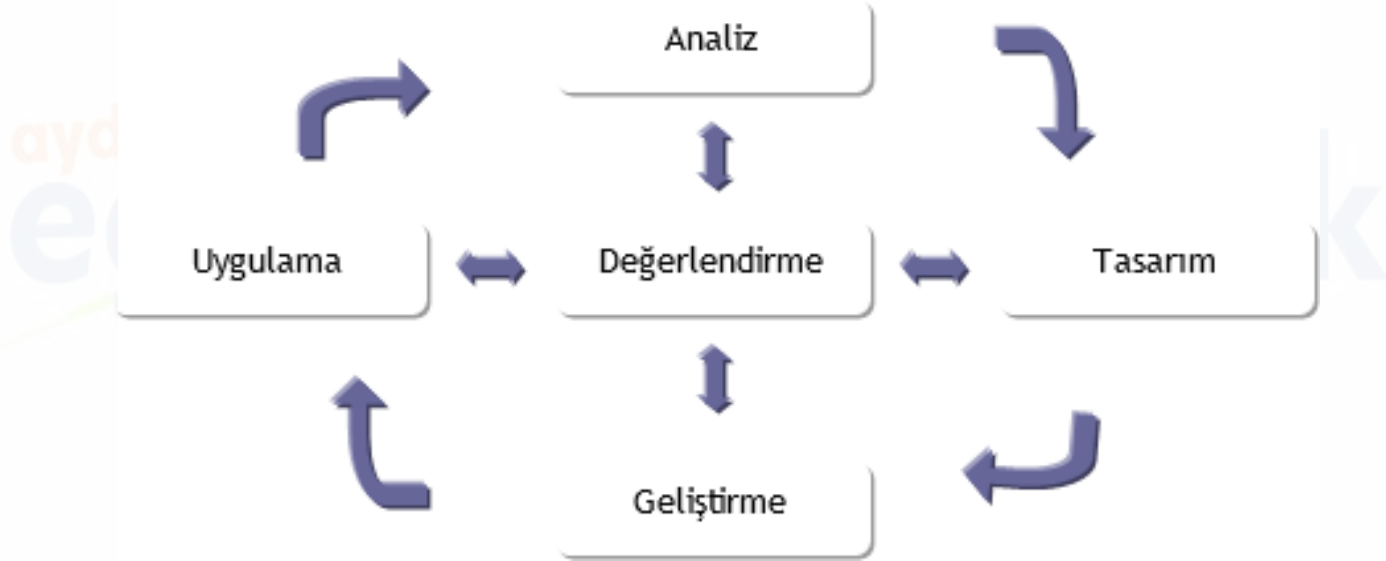 Analiz
Uygulama
Değerlendirme
Tasarım
Geliştirme